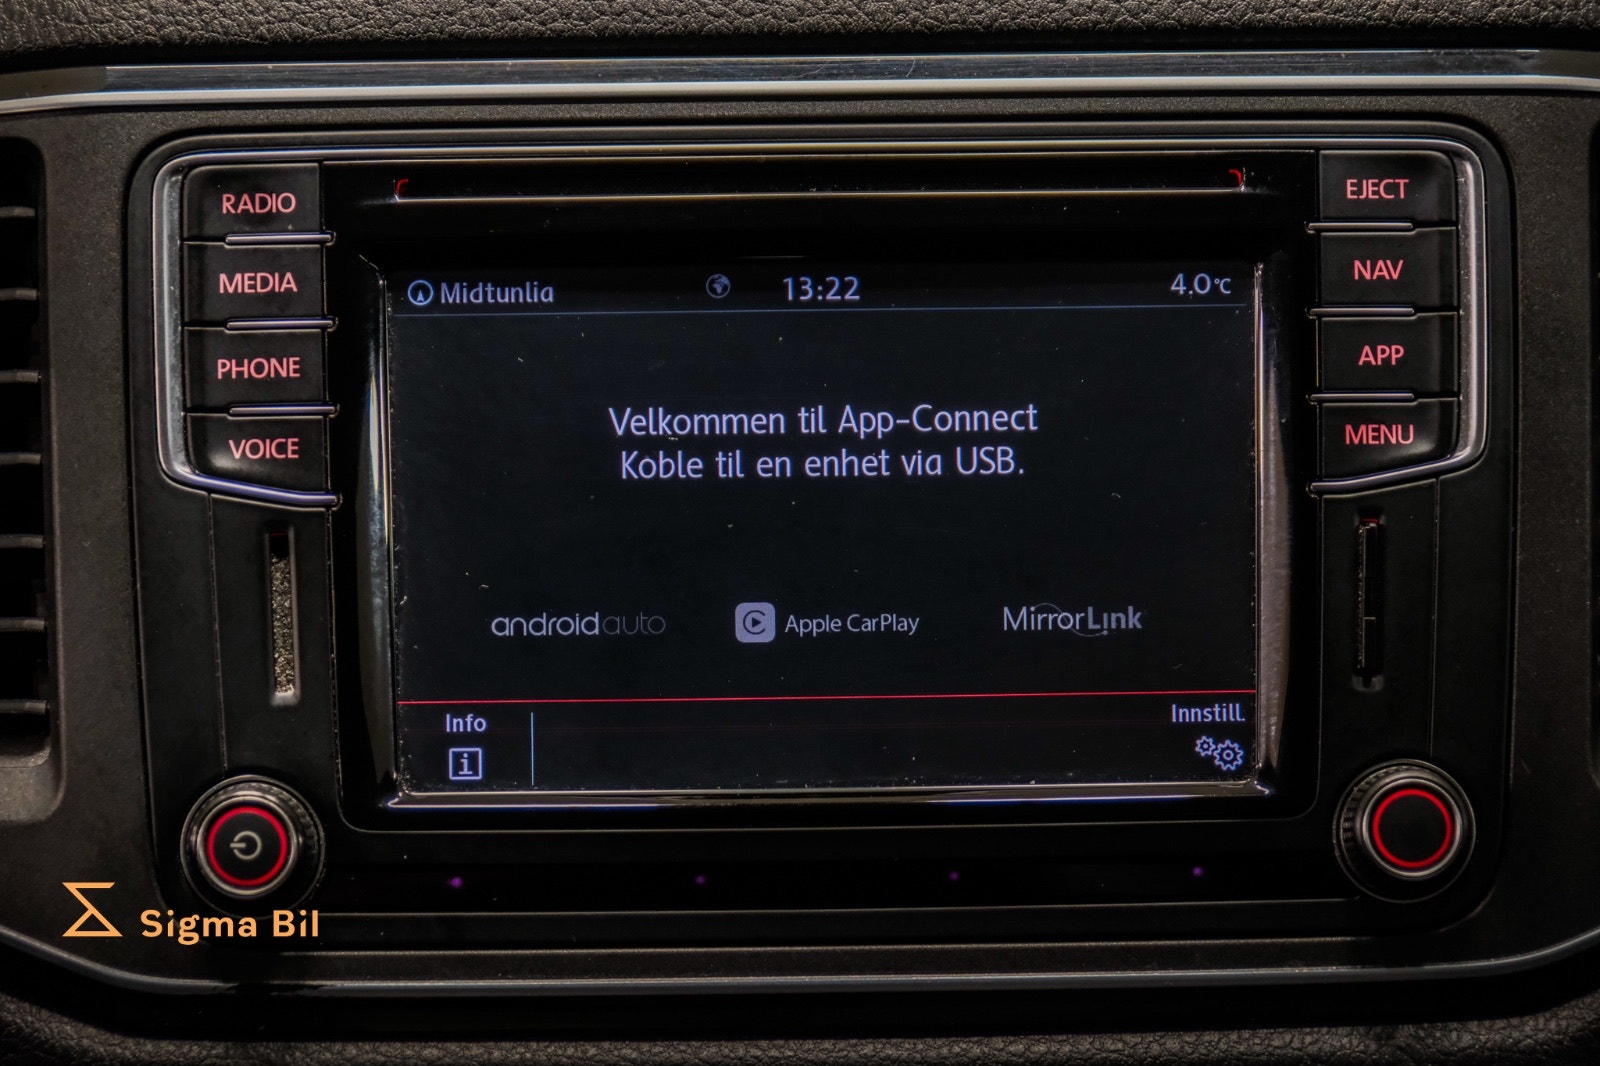 RADIO
MEDIA
PHONE
VOICE
EJECT
NAV
APP
MENU
Midtunlia 13:22 4.0°C
Velkommen til App-Connect
Koble til en enhet via USB.
androidauto Apple CarPlay MirrorLink
Info Innstill.
Sigma Bil